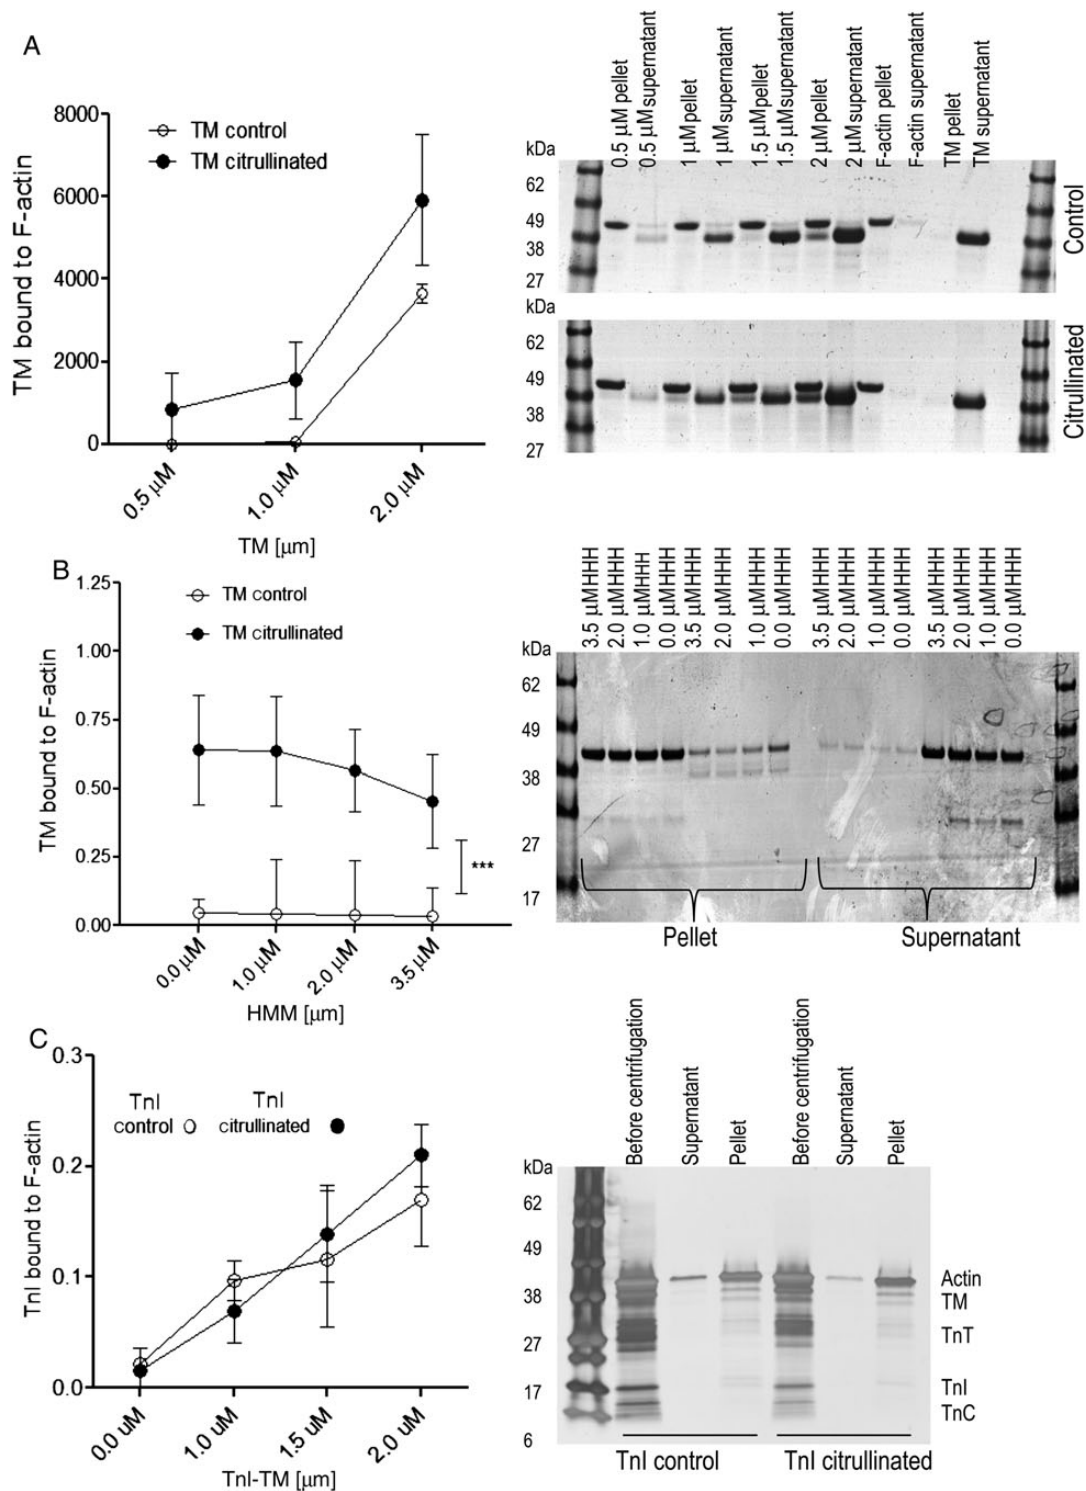 A
8000
6000
4000
2000
0
TM bound to F-actin
TM control
TM citrullinated
0.5 µM
1.0 µM
2.0 µM
TM [µm]
0.5 µM pellet
0.5 µM supernatant
1 µM pellet
1 µM supernatant
1.5 µM pellet
1.5 µM supernatant
2 µM pellet
2 µM supernatant
F-actin pellet
F-actin supernatant
TM pellet
TM supernatant
kDa
62
49
38
27
Control
kDa
62
49
38
27
Citrullinated
B
1.25
1.00
0.75
0.50
0.25
0.00
TM bound to F-actin
TM control
TM citrullinated
***
0.0 µM
1.0 µM
2.0 µM
3.5 µM
HMM [µm]
3.5 µMHHH
2.0 µMHHH
1.0 µMHHH
0.0 µMHHH
3.5 µMHHH
2.0 µMHHH
1.0 µMHHH
0.0 µMHHH
3.5 µMHHH
2.0 µMHHH
1.0 µMHHH
0.0 µMHHH
3.5 µMHHH
2.0 µMHHH
1.0 µMHHH
0.0 µMHHH
kDa
62
49
38
27
17
Pellet
Supernatant
C
0.3
0.2
0.1
0.0
TnI bound to F-actin
TnI control
TnI citrullinated
0.0 uM
1.0 uM
1.5 uM
2.0 uM
TnI-TM [µm]
Before centrifugation
Supernatant
Pellet
Before centrifugation
Supernatant
Pellet
kDa
62
49
38
27
17
6
Actin
TM
TnT
TnI
TnC
TnI control
TnI citrullinated